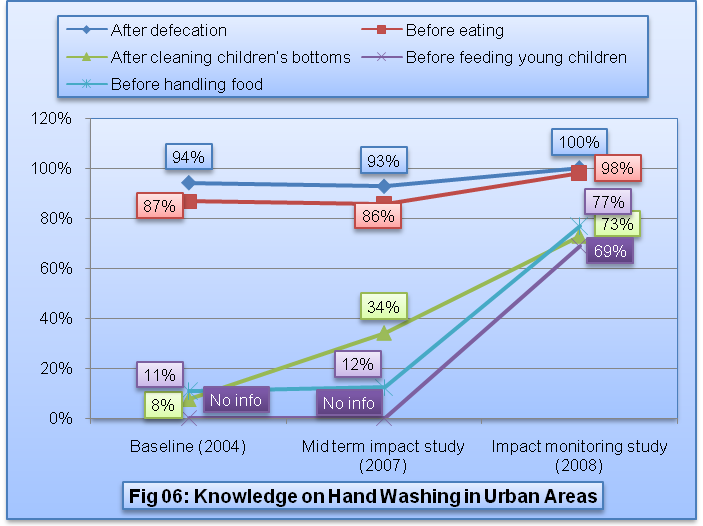 After defecation
Before eating
After cleaning children's bottoms
Before feeding young children
Before handling food
120%
100%
80%
60%
40%
20%
0%
94%
93%
100%
87%
86%
98%
77%
73%
69%
34%
11%
12%
8%
No info
No info
Baseline (2004)
Mid term impact study
(2007)
Impact monitoring study
(2008)
Fig 06: Knowledge on Hand Washing in Urban Areas